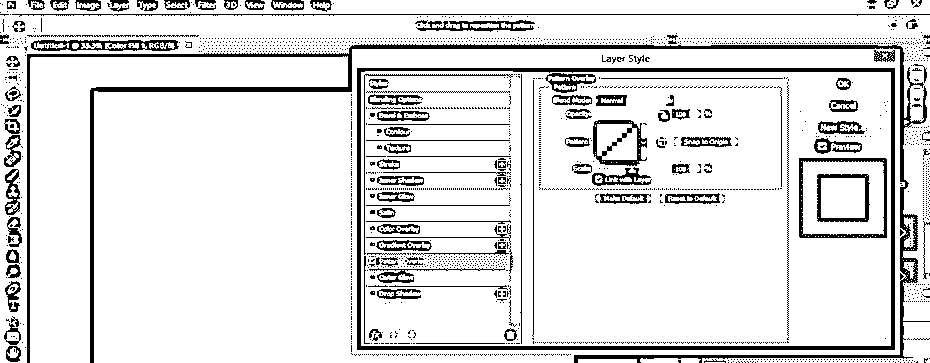 File Edit Image Layer Type Select Filter 3D View Window Help
Click and drag to reposition the pattern.
Untitled-1 @ 33.3% (Color Fill 1, RGB/8)
Layer Style
Styles
Blending Options
Bevel & Emboss
Contour
Texture
Stroke
Inner Shadow
Inner Glow
Satin
Color Overlay
Gradient Overlay
Pattern Overlay
Outer Glow
Drop Shadow
Pattern Overlay
Pattern
Blend Mode: Normal
Opacity: %
Pattern: Snap to Origin
Scale: %
Link with Layer
Make Default Reset to Default
OK
Cancel
New Style...
Preview